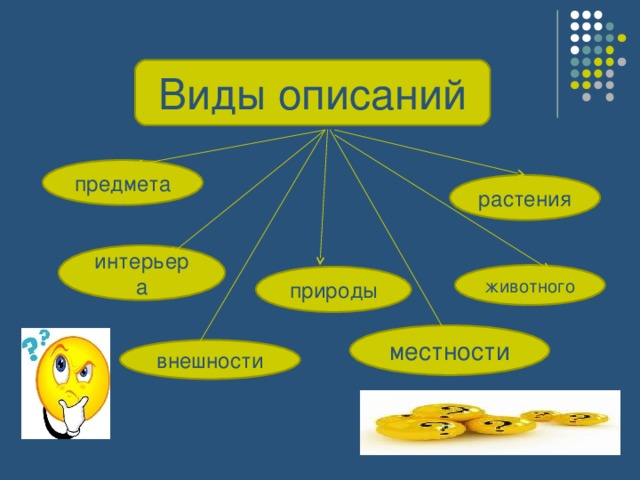 Виды описаний
предмета
растения
интерьер
а
природы
животного
внешности
местности
? ?
? ? ? ?